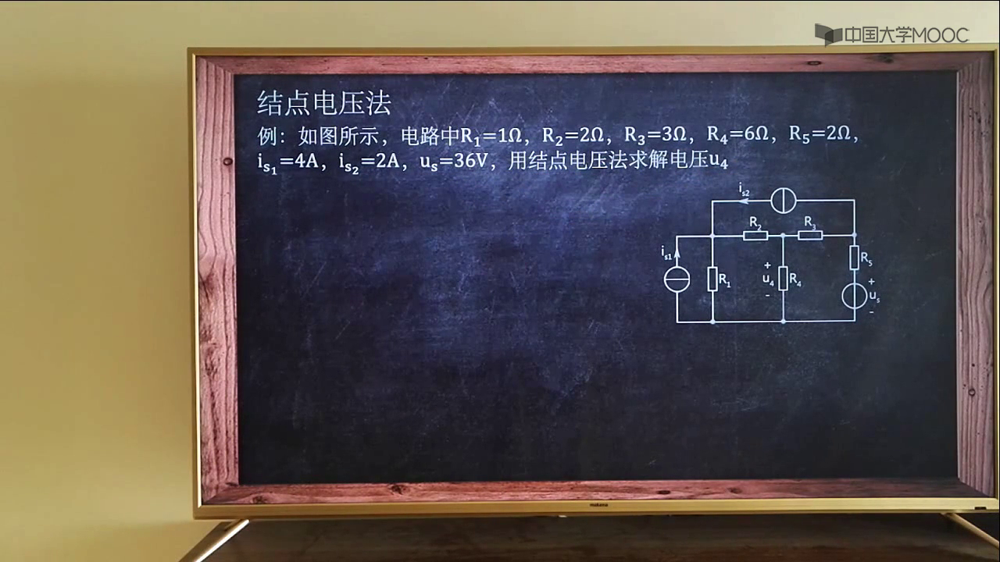 中国大学MOOC
结点电压法
例：如图所示，电路中R₁=1Ω，R₂=2Ω，R₃=3Ω，R₄=6Ω，R₅=2Ω，
iₛ₁=4A，iₛ₂=2A，uₛ=36V，用结点电压法求解电压u₄
iₛ₂
R₂ R₃
iₛ₁ R₅
+ +
R₁ u₄ R₄ uₛ
- -